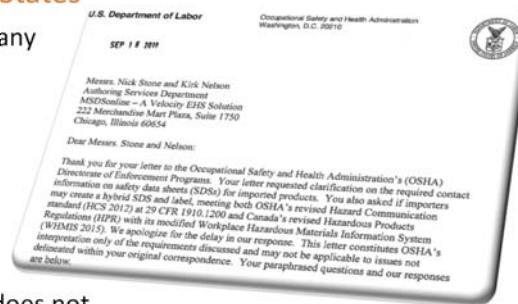 States
any
U.S. Department of Labor
Occupational Safety and Health Administration
Washington, D.C. 20210
SEP 16 2019
Messrs. Nick Stone and Kirk Nelson
Authoring Services Department
MSDSonline – A Velocity EHS Solution
222 Merchandise Mart Plaza, Suite 1750
Chicago, Illinois 60654
Dear Messrs. Stone and Nelson:
Thank you for your letter to the Occupational Safety and Health Administration's (OSHA)
Directorate of Enforcement Programs. Your letter requested clarification on the required contact
information on safety data sheets (SDSs) for imported products. You also asked if importers
may create a hybrid SDS and label, meeting both OSHA's revised Hazard Communication
standard (HCS 2012) at 29 CFR 1910.1200 and Canada's revised Hazardous Products
Regulations (HPR) with its modified Workplace Hazardous Materials Information System
(WHMIS 2015). We apologize for the delay in our response. This letter constitutes OSHA's
interpretation only of the requirements discussed and may not be applicable to issues not
delineated within your original correspondence. Your paraphrased questions and our responses
are below.
does not